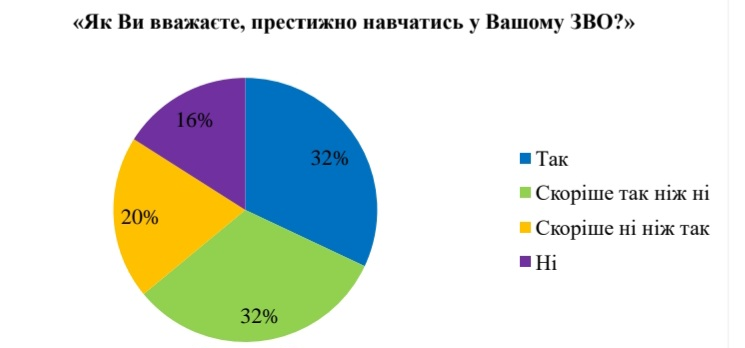 «Як Ви вважаєте, престижно навчатись у Вашому ЗВО?»
16%
32%
20%
32%
Так
Скоріше так ніж ні
Скоріше ні ніж так
Ні